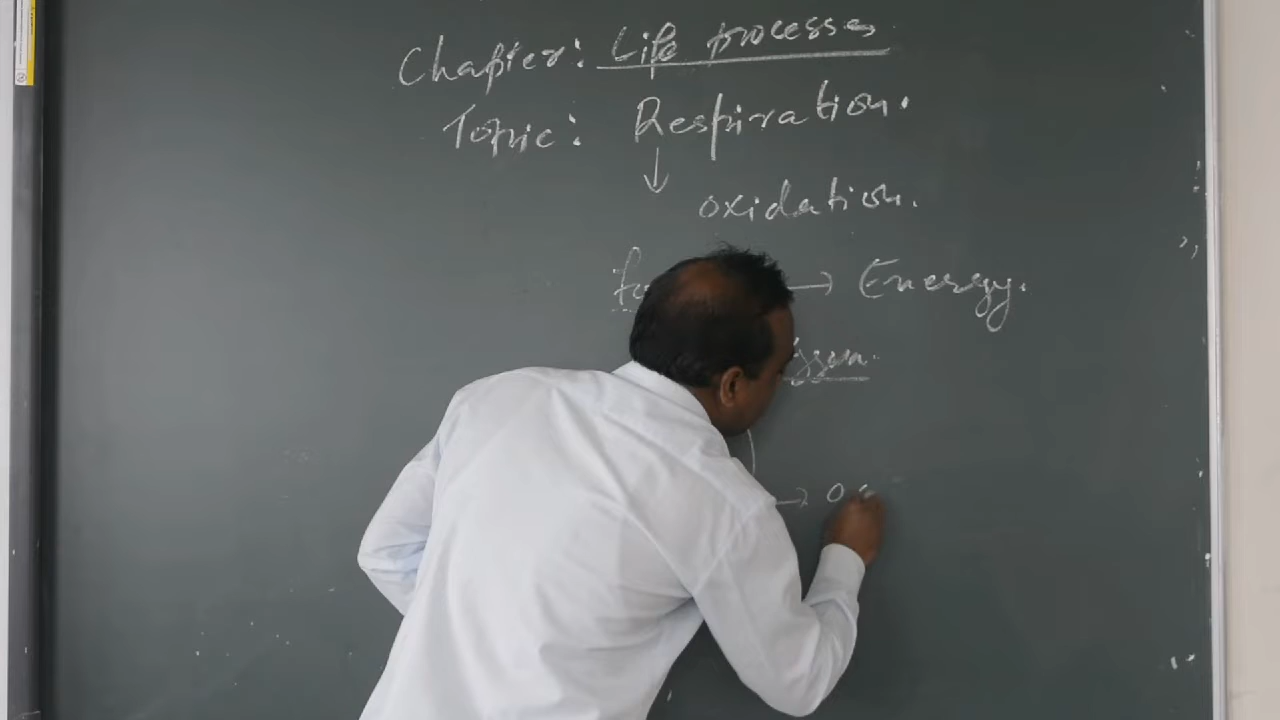 Chapter: Life processes
Topic: Respiration.
↓
oxidation.
→ Energy.
→